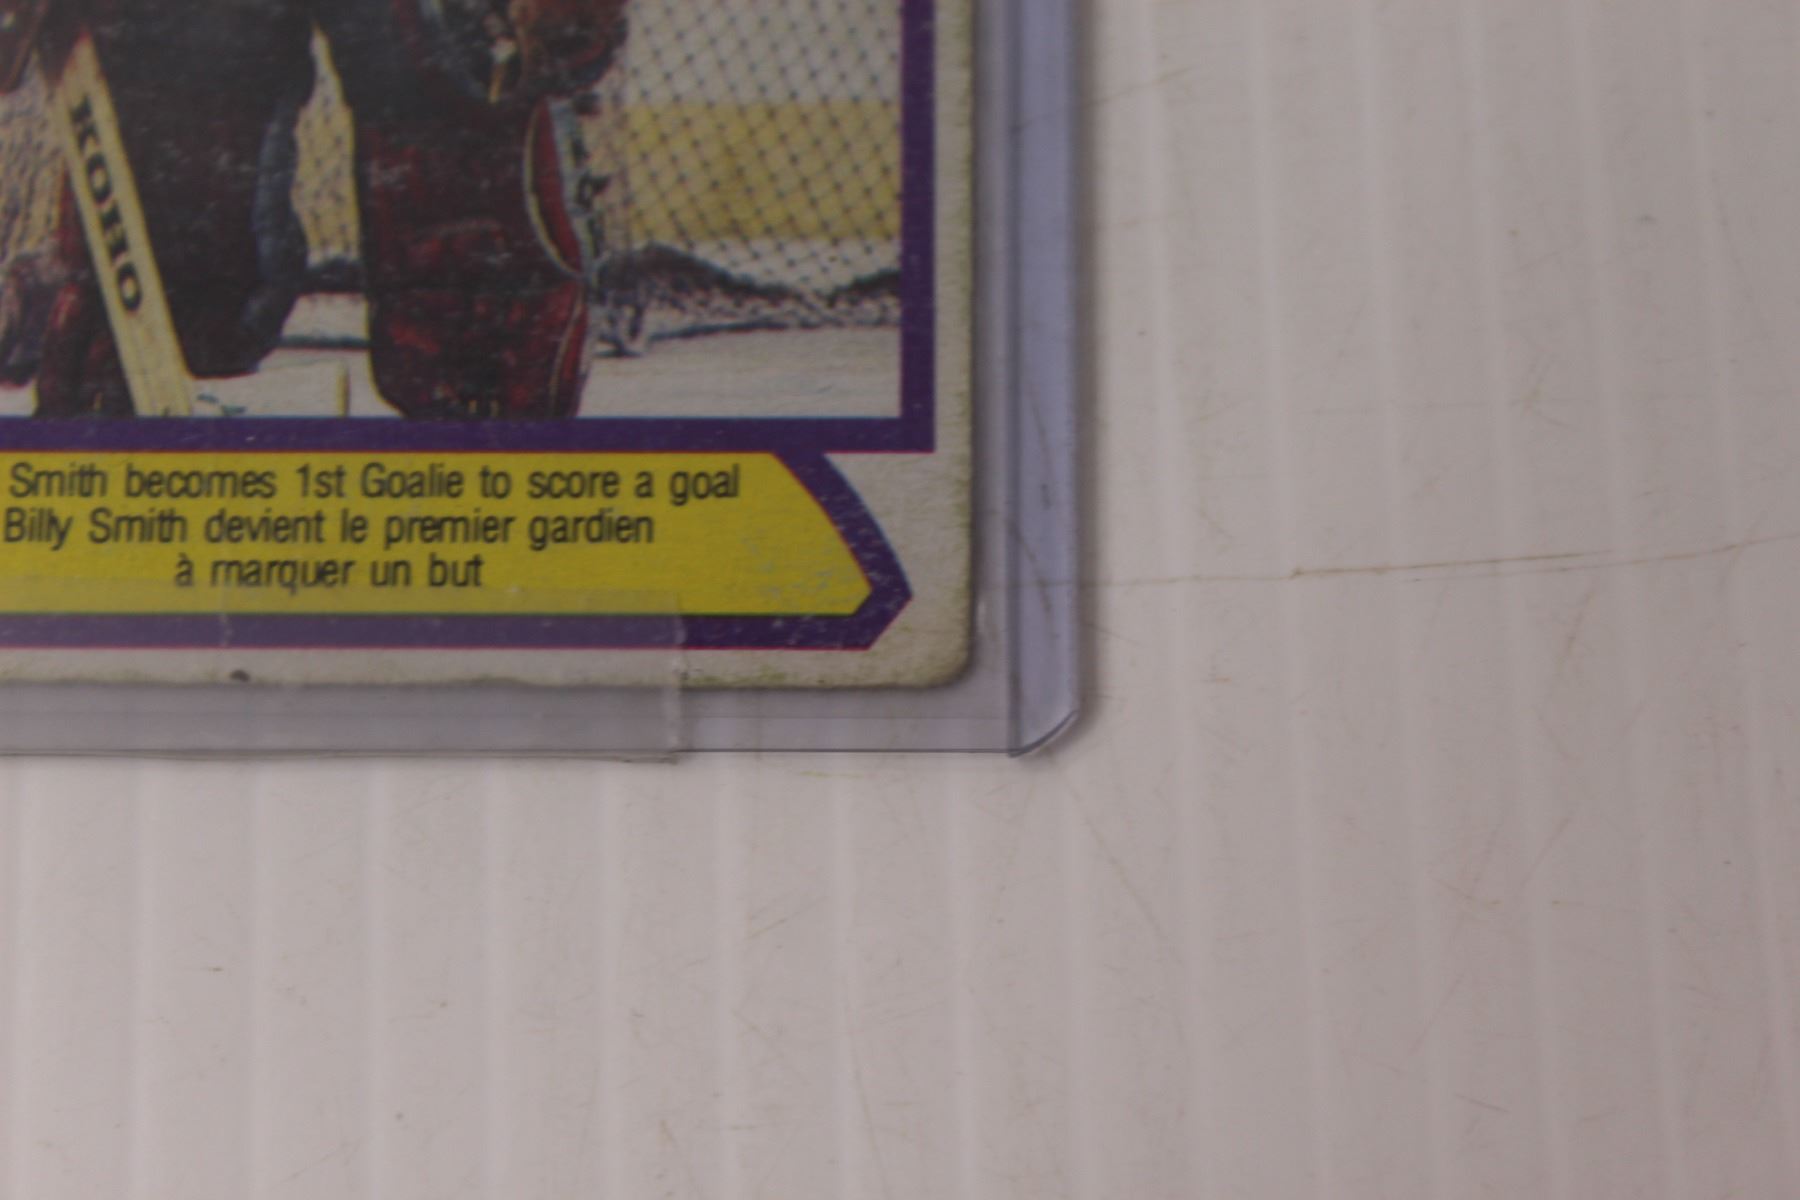 KOHO
Smith becomes 1st Goalie to score a goal
Billy Smith devient le premier gardien
à marquer un but